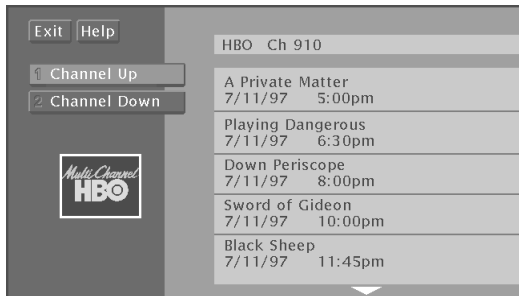 Exit Help
1 Channel Up
2 Channel Down
Multi Channel
HBO
HBO Ch 910
A Private Matter
7/11/97 5:00pm
Playing Dangerous
7/11/97 6:30pm
Down Periscope
7/11/97 8:00pm
Sword of Gideon
7/11/97 10:00pm
Black Sheep
7/11/97 11:45pm